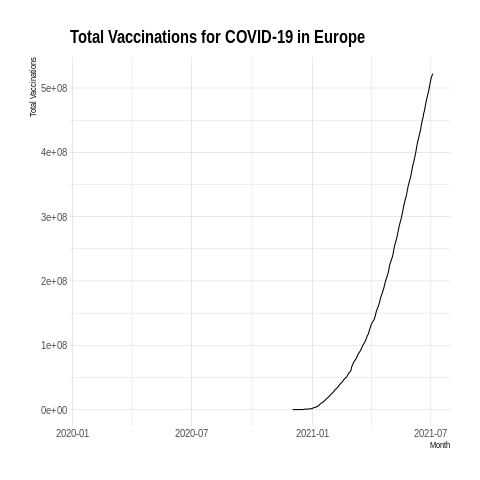 Total Vaccinations for COVID-19 in Europe
Total Vaccinations
5e+08
4e+08
3e+08
2e+08
1e+08
0e+00
2020-01
2020-07
2021-01
2021-07
Month